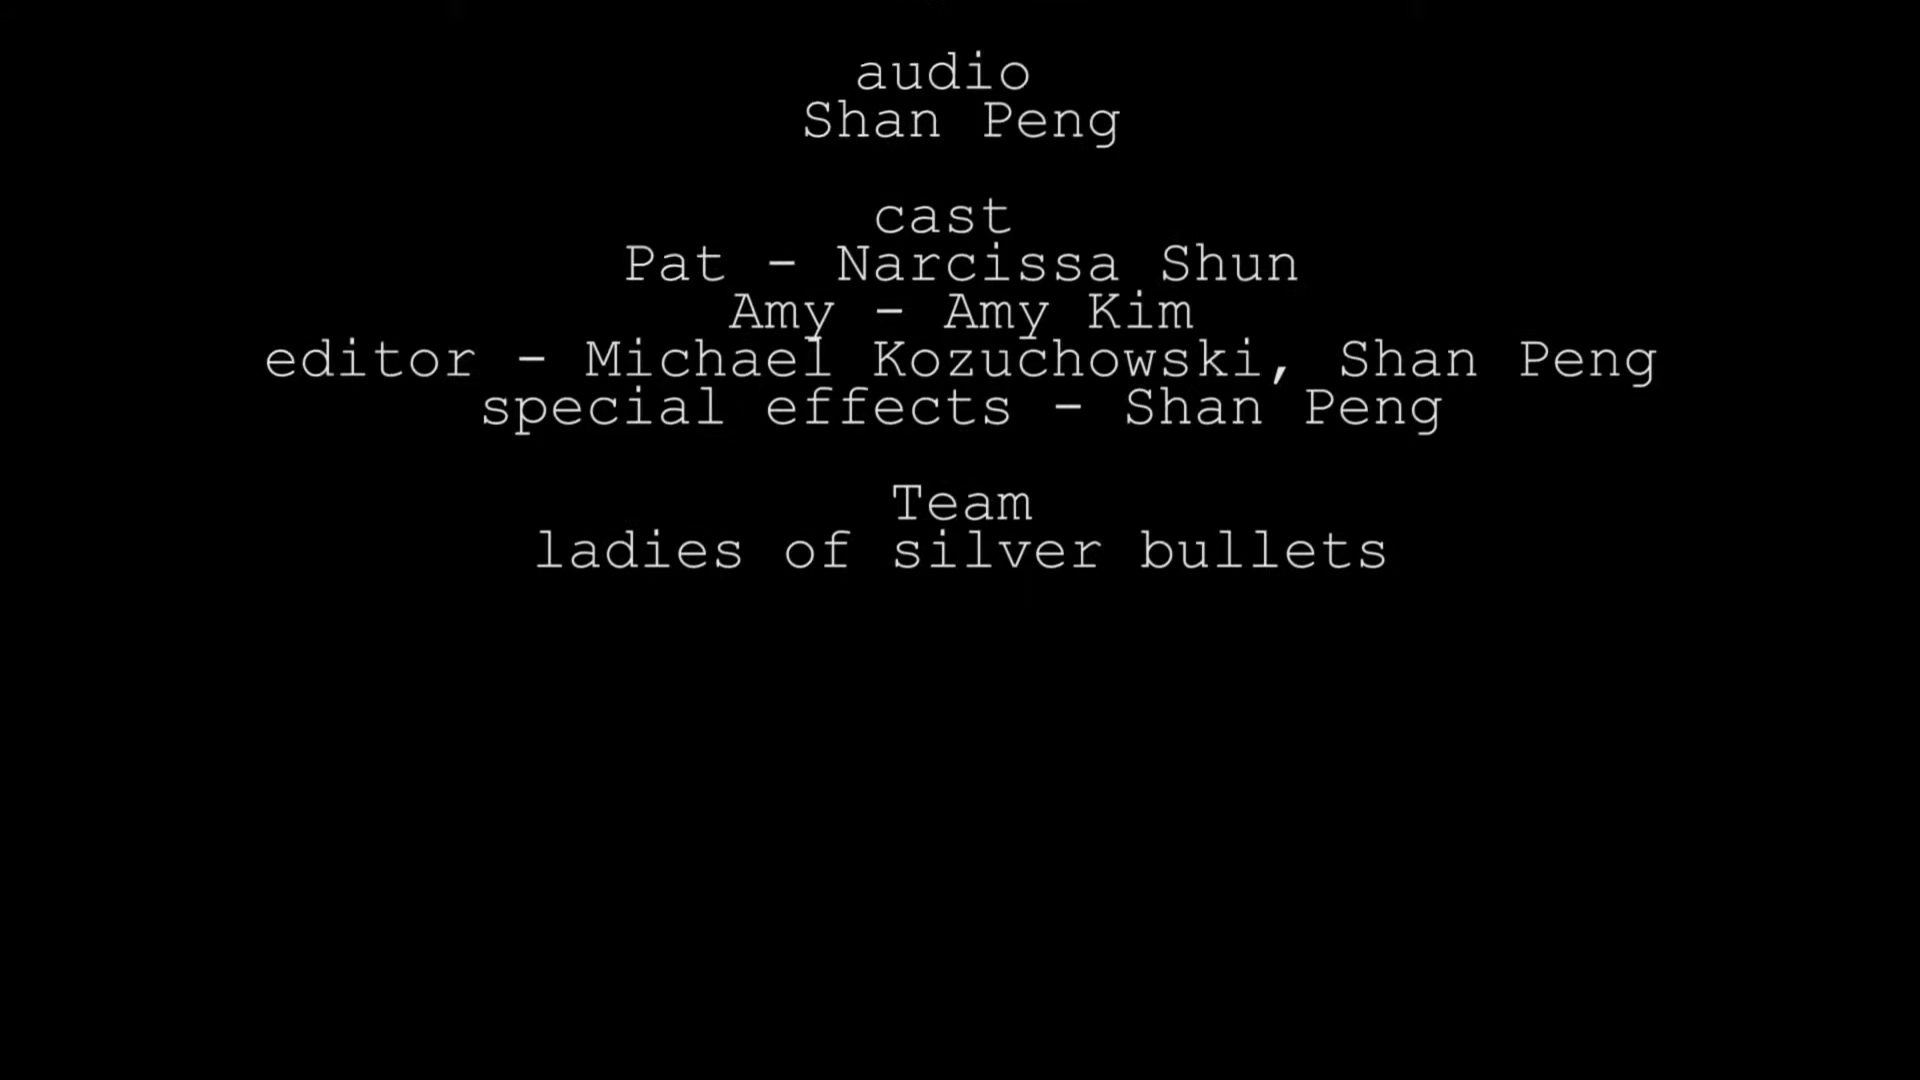 audio
Shan Peng
cast
Pat - Narcissa Shun
Amy - Amy Kim
editor - Michael Kozuchowski, Shan Peng
special effects - Shan Peng
Team
ladies of silver bullets